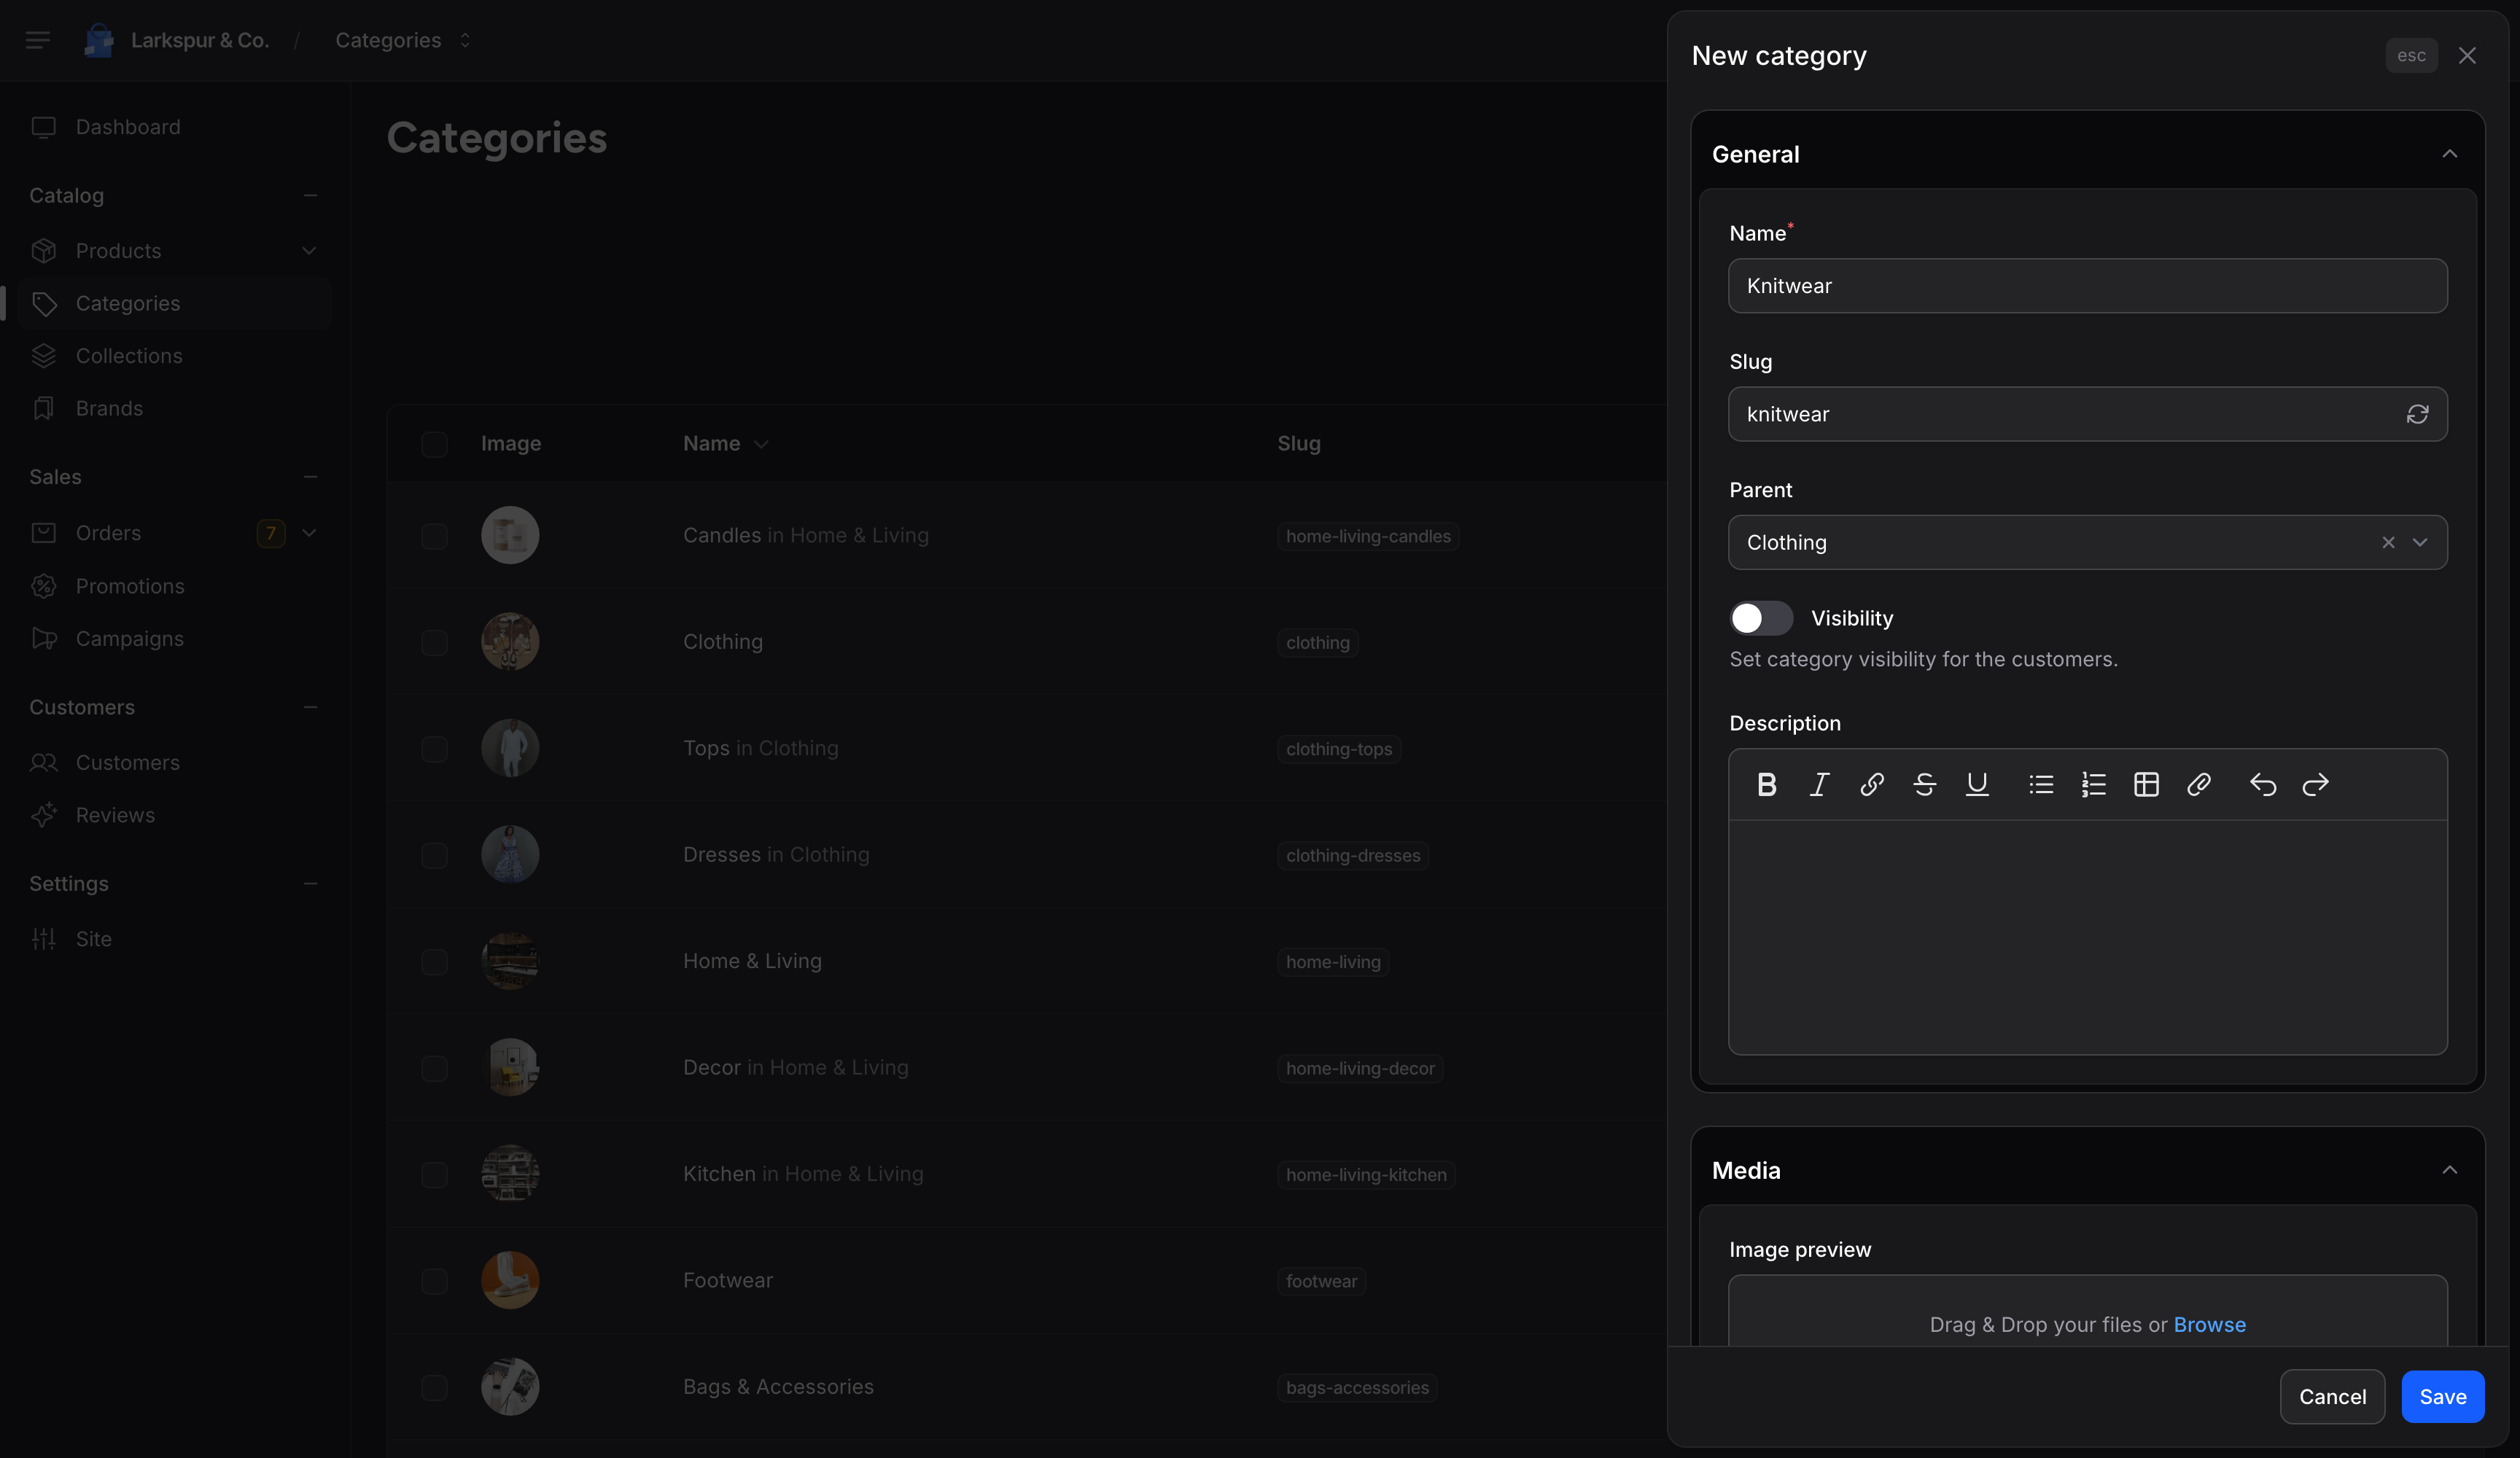 Larkspur & Co. / Categories
Dashboard
Catalog
Products
Categories
Collections
Brands
Sales
Orders 7
Promotions
Campaigns
Customers
Customers
Reviews
Settings
Site
Categories
Image Name Slug
Candles in Home & Living home-living-candles
Clothing clothing
Tops in Clothing clothing-tops
Dresses in Clothing clothing-dresses
Home & Living home-living
Decor in Home & Living home-living-decor
Kitchen in Home & Living home-living-kitchen
Footwear footwear
Bags & Accessories bags-accessories
New category esc
General
Name*
Knitwear
Slug
knitwear
Parent
Clothing
Visibility
Set category visibility for the customers.
Description
Media
Image preview
Drag & Drop your files or Browse
Cancel Save